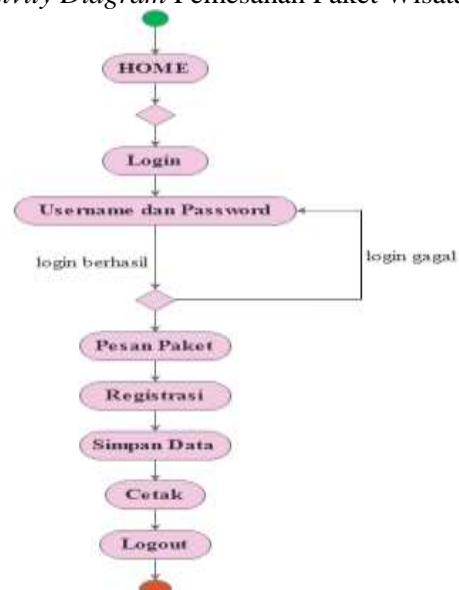 Diagram Pemesanan Paket Wisata
HOME
Login
Username dan Password
login berhasil
login gagal
Pesan Paket
Registrasi
Simpan Data
Cetak
Logout